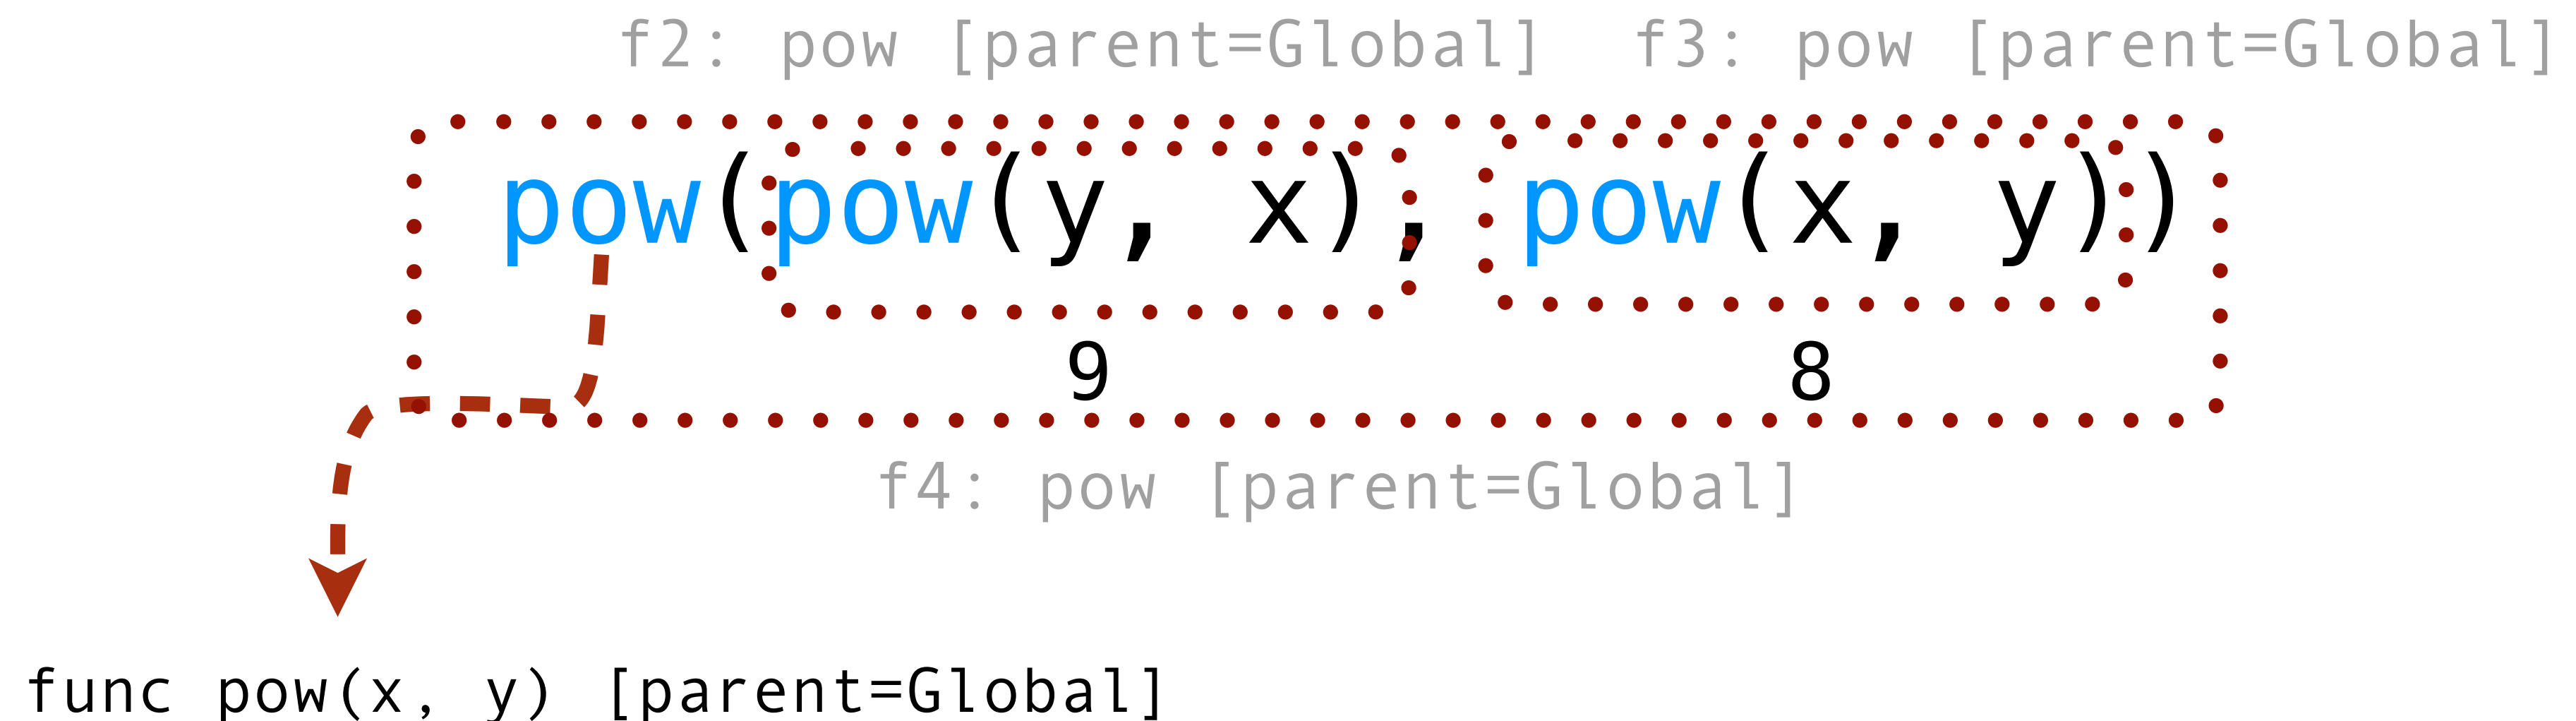 f2: pow [parent=Global] f3: pow [parent=Global]
pow(pow(y, x), pow(x, y))
9 8
f4: pow [parent=Global]
func pow(x, y) [parent=Global]